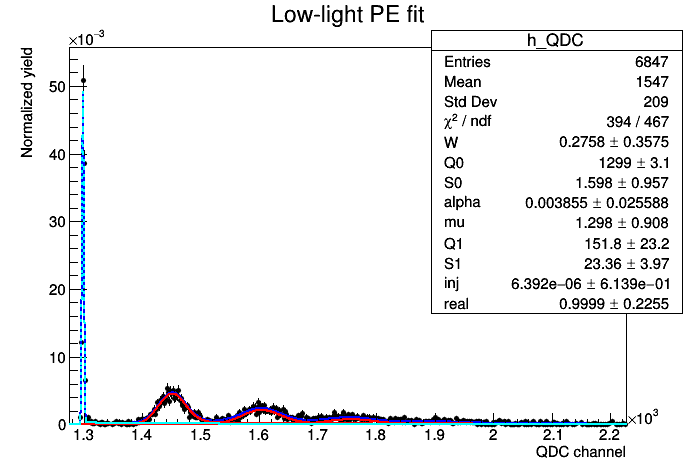 Low-light PE fit
×10⁻³
Normalized yield
50
40
30
20
10
0
1.3 1.4 1.5 1.6 1.7 1.8 1.9 2 2.1 2.2
×10³
QDC channel
h_QDC
Entries 6847
Mean 1547
Std Dev 209
χ² / ndf 394 / 467
W 0.2758 ± 0.3575
Q0 1299 ± 3.1
S0 1.598 ± 0.957
alpha 0.003855 ± 0.025588
mu 1.298 ± 0.908
Q1 151.8 ± 23.2
S1 23.36 ± 3.97
inj 6.392e−06 ± 6.139e−01
real 0.9999 ± 0.2255